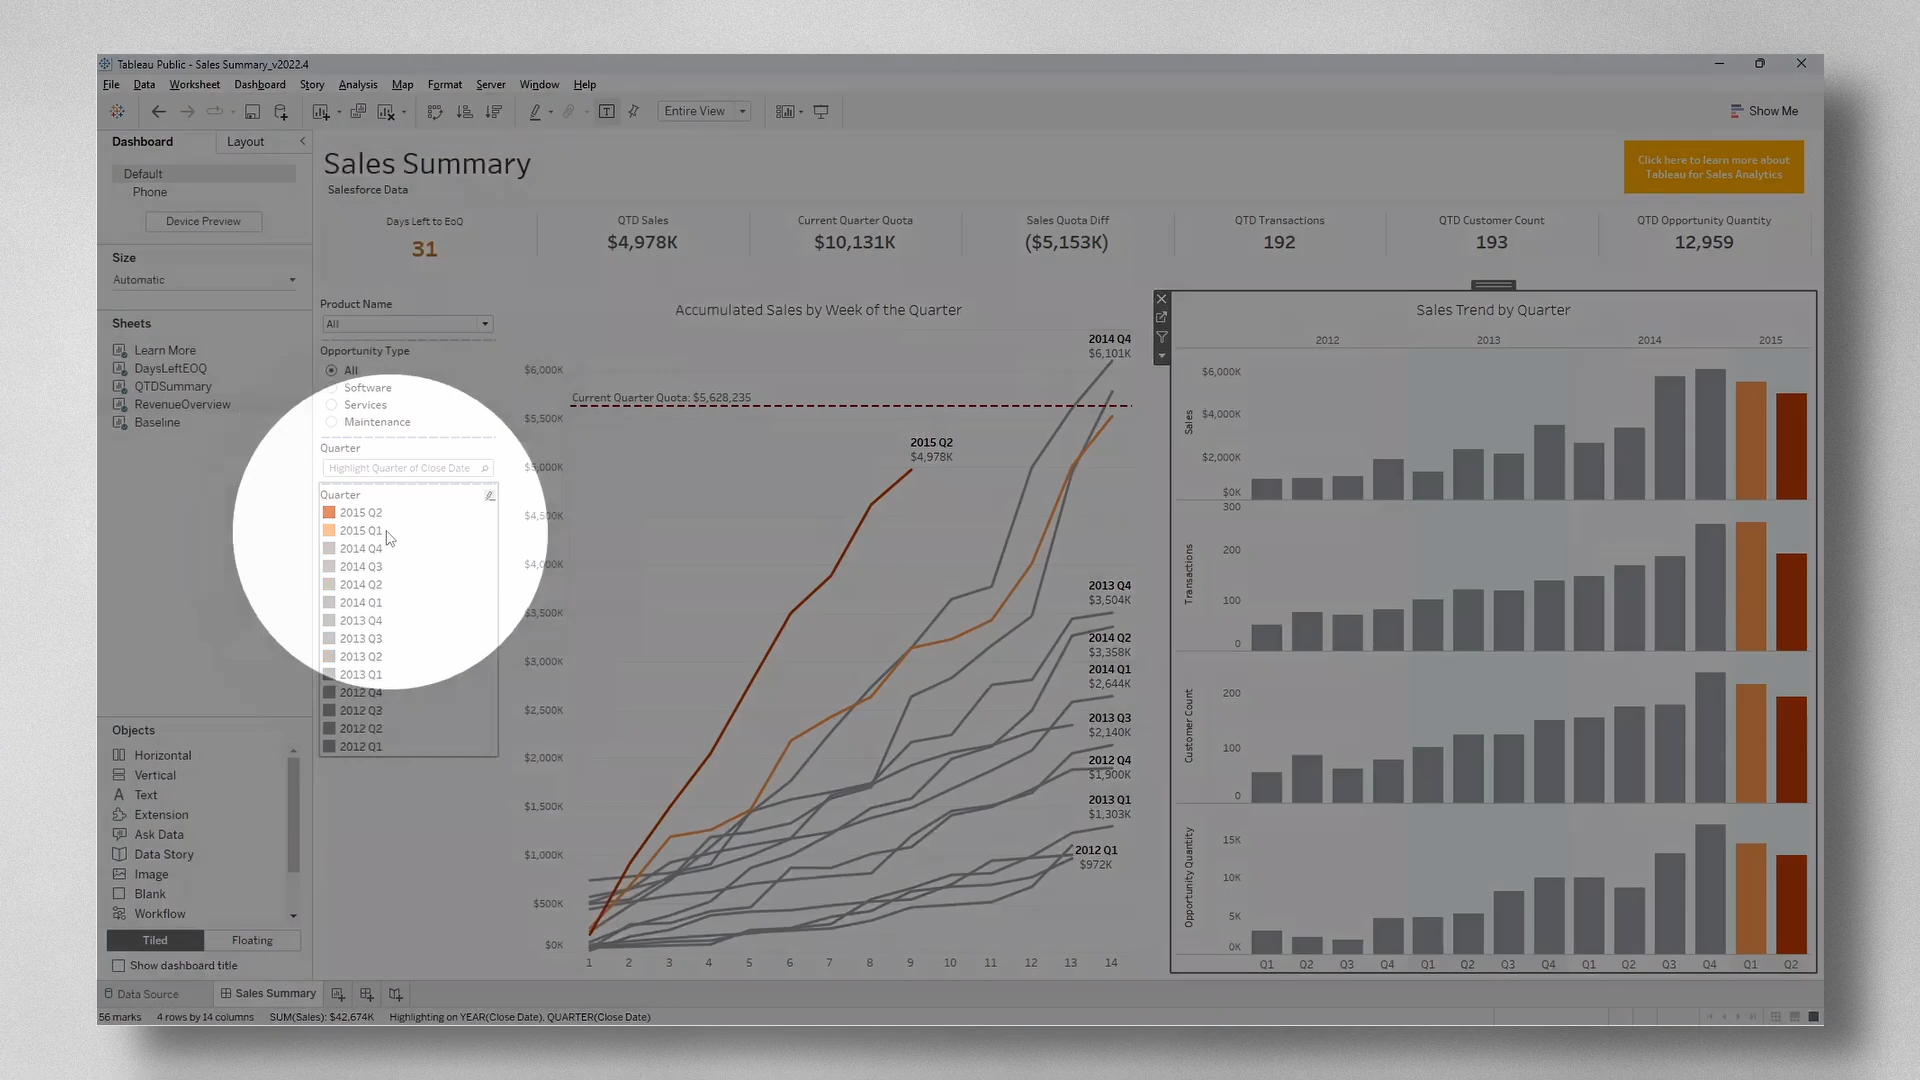 Tableau Public - Sales Summary_v2022.4
File Data Worksheet Dashboard Story Analysis Map Format Server Window Help
Entire View
Show Me
Dashboard Layout
Default
Phone
Device Preview
Size
Automatic
Sheets
Learn More
DaysLeftEOQ
QTDSummary
RevenueOverview
Baseline
Objects
Horizontal
Vertical
Text
Extension
Ask Data
Data Story
Image
Blank
Workflow
Tiled Floating
Show dashboard title
Sales Summary
Salesforce Data
Click here to learn more about
Tableau for Sales Analytics
Days Left to EoQ
31
QTD Sales
$4,978K
Current Quarter Quota
$10,131K
Sales Quota Diff
($5,153K)
QTD Transactions
192
QTD Customer Count
193
QTD Opportunity Quantity
12,959
Product Name
All
Opportunity Type
All
Software
Services
Maintenance
Quarter
Highlight Quarter of Close Date
Quarter
2015 Q2
2015 Q1
2014 Q4
2014 Q3
2014 Q2
2014 Q1
2013 Q4
2013 Q3
2013 Q2
2013 Q1
2012 Q4
2012 Q3
2012 Q2
2012 Q1
Accumulated Sales by Week of the Quarter
$6,000K
$5,500K
$5,000K
$4,500K
$4,000K
$3,500K
$3,000K
$2,500K
$2,000K
$1,500K
$1,000K
$500K
$0K
Current Quarter Quota: $5,628,235
2014 Q4
$6,101K
2015 Q2
$4,978K
2013 Q4
$3,504K
2014 Q2
$3,358K
2014 Q1
$2,644K
2013 Q3
$2,140K
2012 Q4
$1,900K
2013 Q1
$1,303K
2012 Q1
$972K
1 2 3 4 5 6 7 8 9 10 11 12 13 14
Sales Trend by Quarter
2012 2013 2014 2015
Sales
$6,000K
$4,000K
$2,000K
$0K
Transactions
300
200
100
0
Customer Count
200
100
0
Opportunity Quantity
15K
10K
5K
0K
Q1 Q2 Q3 Q4 Q1 Q2 Q3 Q4 Q1 Q2 Q3 Q4 Q1 Q2
Data Source Sales Summary
56 marks 4 rows by 14 columns SUM(Sales): $42,674K Highlighting on YEAR(Close Date), QUARTER(Close Date)